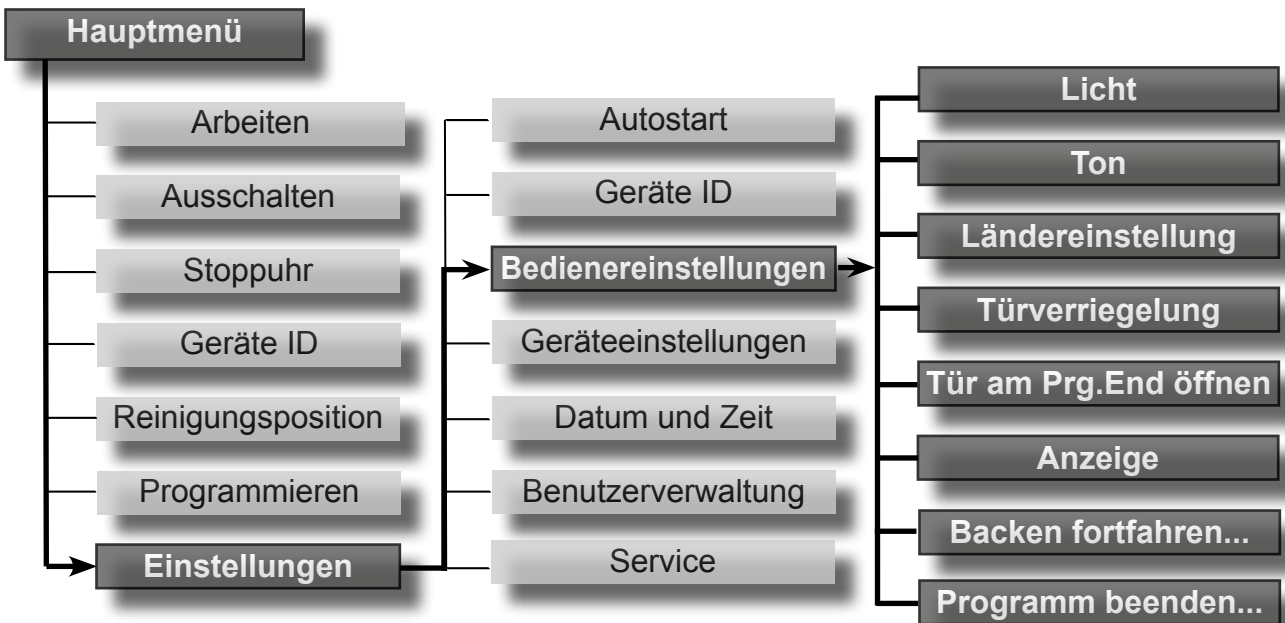 Hauptmenü
Arbeiten
Ausschalten
Stoppuhr
Geräte ID
Reinigungsposition
Programmieren
Einstellungen
Autostart
Geräte ID
Bedienereinstellungen
Geräteeinstellungen
Datum und Zeit
Benutzerverwaltung
Service
Licht
Ton
Ländereinstellung
Türverriegelung
Tür am Prg.End öffnen
Anzeige
Backen fortfahren...
Programm beenden...